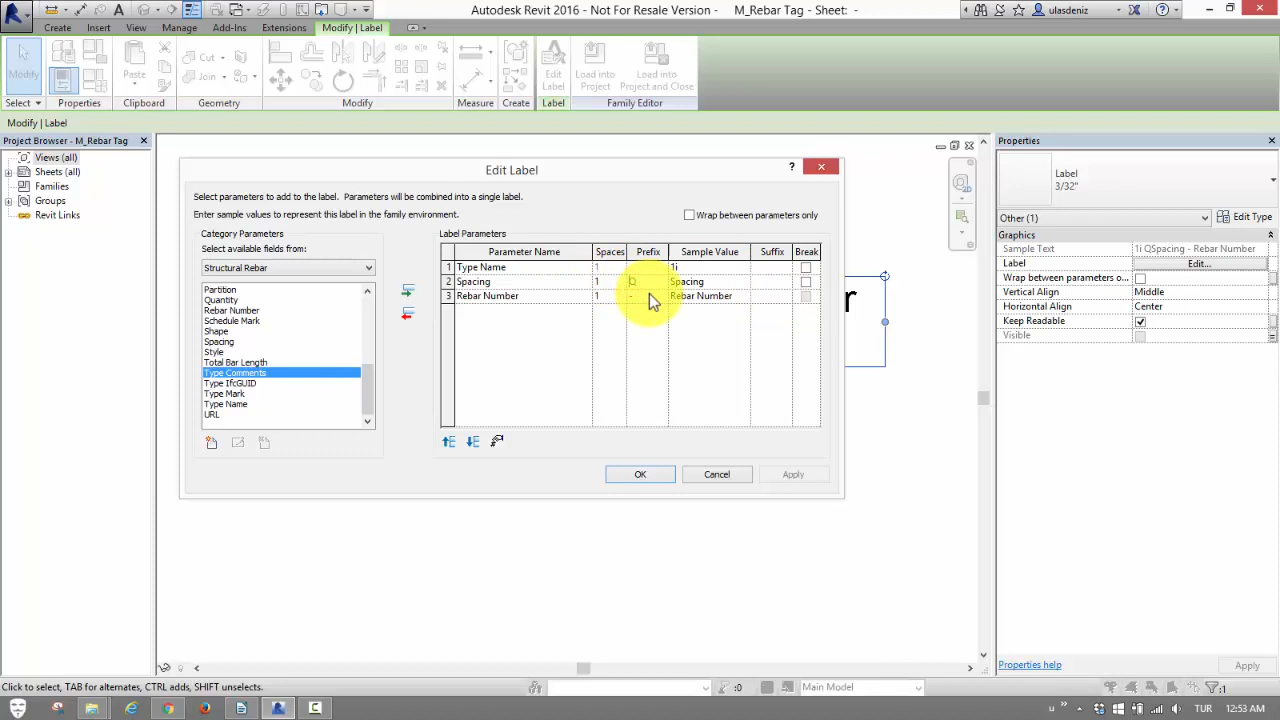 Autodesk Revit 2016 - Not For Resale Version - M_Rebar Tag - Sheet: -
ulasdeniz
Create Insert View Manage Add-Ins Extensions Modify | Label
Modify
Cut
Join
Paste
Edit Label
Load into Project
Load into Project and Close
Select Properties Clipboard Geometry Modify Measure Create Label Family Editor
Modify | Label
Project Browser - M_Rebar Tag
Views (all)
Sheets (all)
Families
Groups
Revit Links
Edit Label
?
Select parameters to add to the label. Parameters will be combined into a single label.
Enter sample values to represent this label in the family environment.
Wrap between parameters only
Category Parameters
Select available fields from:
Structural Rebar
Partition
Quantity
Rebar Number
Schedule Mark
Shape
Spacing
Style
Total Bar Length
Type Comments
Type IfcGUID
Type Mark
Type Name
URL
Label Parameters
Parameter Name Spaces Prefix Sample Value Suffix Break
1 Type Name 1 1i
2 Spacing 1 Q Spacing
3 Rebar Number 1 - Rebar Number
OK Cancel Apply
r
Properties
Label
3/32"
Other (1) Edit Type
Graphics
Sample Text 1i QSpacing - Rebar Number
Label Edit...
Wrap between parameters o...
Vertical Align Middle
Horizontal Align Center
Keep Readable
Visible
Properties help Apply
Click to select, TAB for alternates, CTRL adds, SHIFT unselects.
:0
Main Model
:1
TUR 12:53 AM